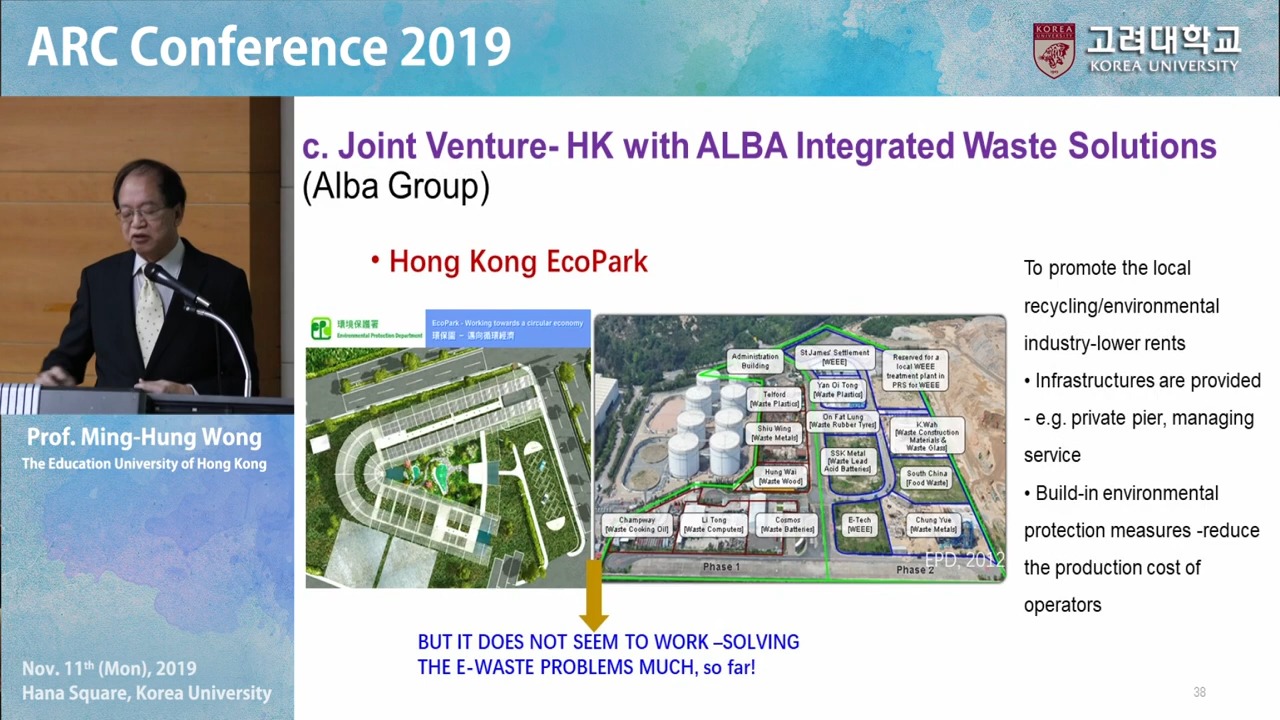 ARC Conference 2019
KOREA
UNIVERSITY
고려대학교
KOREA UNIVERSITY
c. Joint Venture- HK with ALBA Integrated Waste Solutions
(Alba Group)
• Hong Kong EcoPark
環境保護署
Environmental Protection Department
EcoPark - Working towards a circular economy
環保園 － 邁向循環經濟
Administration
Building
St James' Settlement
[WEEE]
Reserved for a
local WEEE
treatment plant in
PRS for WEEE
Telford
[Waste Plastics]
Yan Oi Tong
[Waste Plastics]
Shiu Wing
[Waste Metals]
On Fat Lung
[Waste Rubber Tyres]
K.Wah
[Waste Construction
Materials &
Waste Glass]
SSK Metal
[Waste Lead
Acid Batteries]
Hung Wai
[Waste Wood]
South China
[Food Waste]
Champway
[Waste Cooking Oil]
Li Tong
[Waste Computers]
Cosmos
[Waste Batteries]
E-Tech
[WEEE]
Chung Yue
[Waste Metals]
EPD, 2012
Phase 1
Phase 2
BUT IT DOES NOT SEEM TO WORK –SOLVING
THE E-WASTE PROBLEMS MUCH, so far!
To promote the local
recycling/environmental
industry-lower rents
• Infrastructures are provided
- e.g. private pier, managing
service
• Build-in environmental
protection measures -reduce
the production cost of
operators
38
Prof. Ming-Hung Wong
The Education University of Hong Kong
Nov. 11th (Mon), 2019
Hana Square, Korea University